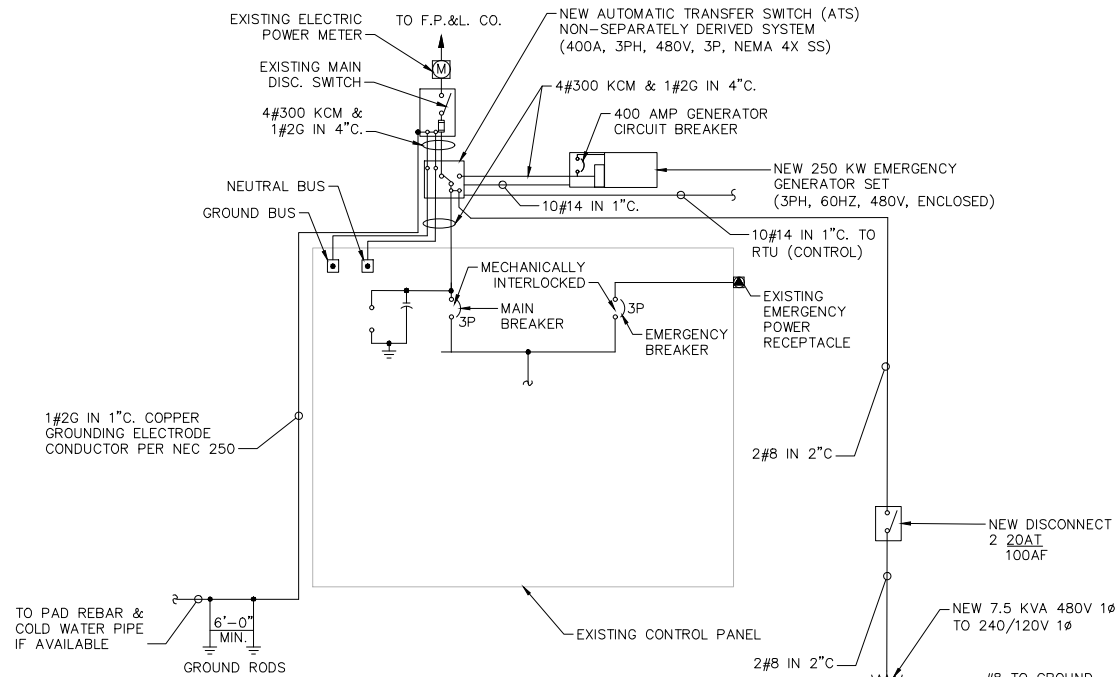 EXISTING ELECTRIC
POWER METER
TO F.P.&L. CO.
NEW AUTOMATIC TRANSFER SWITCH (ATS)
NON-SEPARATELY DERIVED SYSTEM
(400A, 3PH, 480V, 3P, NEMA 4X SS)
M
EXISTING MAIN
DISC. SWITCH
4#300 KCM &
1#2G IN 4"C.
4#300 KCM & 1#2G IN 4"C.
400 AMP GENERATOR
CIRCUIT BREAKER
NEW 250 KW EMERGENCY
GENERATOR SET
(3PH, 60HZ, 480V, ENCLOSED)
NEUTRAL BUS
GROUND BUS
10#14 IN 1"C.
10#14 IN 1"C. TO
RTU (CONTROL)
MECHANICALLY
INTERLOCKED
MAIN
BREAKER
3P
3P
EMERGENCY
BREAKER
EXISTING
EMERGENCY
POWER
RECEPTACLE
1#2G IN 1"C. COPPER
GROUNDING ELECTRODE
CONDUCTOR PER NEC 250
2#8 IN 2"C
NEW DISCONNECT
2 20AT
100AF
TO PAD REBAR &
COLD WATER PIPE
IF AVAILABLE
6'-0"
MIN.
GROUND RODS
EXISTING CONTROL PANEL
NEW 7.5 KVA 480V 1ø
TO 240/120V 1ø
2#8 IN 2"C
#8 TO GROUND